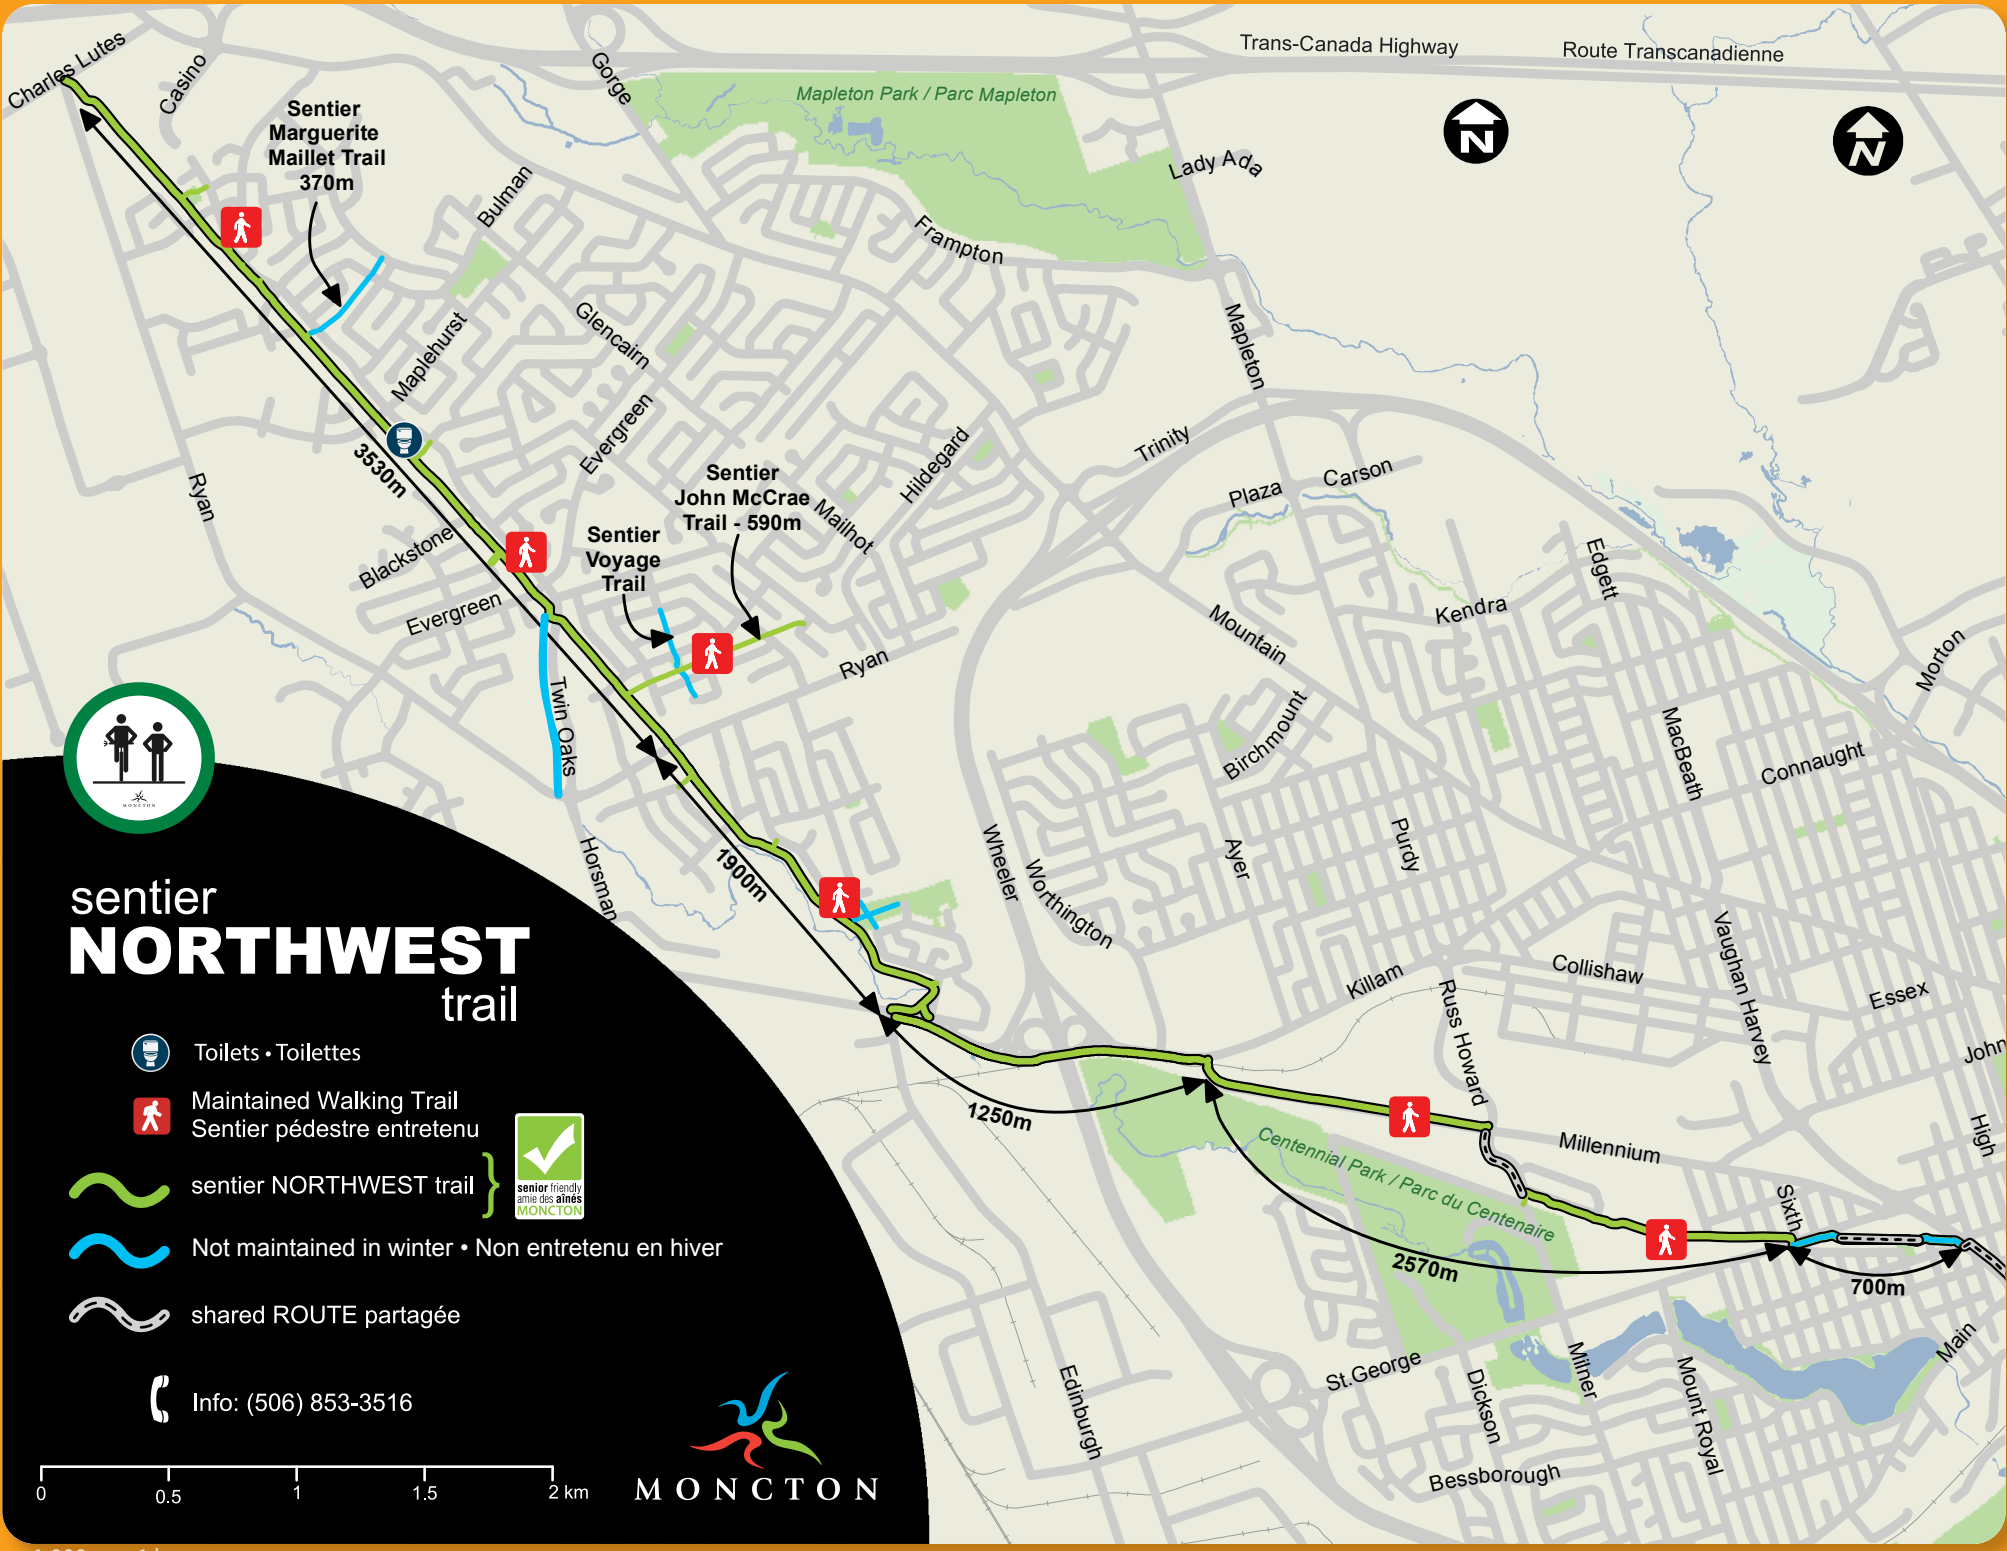 Trans-Canada Highway
Route Transcanadienne
Charles Lutes
Casino
Gorge
Mapleton Park / Parc Mapleton
Sentier
Marguerite
Maillet Trail
370m
N
N
Lady Ada
Bulman
Frampton
Glencairn
Maplehurst
Mapleton
Evergreen
Trinity
3530m
Ryan
Hildegard
Sentier
John McCrae
Trail - 590m
Mailhot
Plaza
Carson
Sentier
Voyage
Trail
Blackstone
Evergreen
Edgett
Kendra
Mountain
Morton
Ryan
Twin Oaks
Birchmount
MacBeath
Connaught
Horsman
1900m
Wheeler
Worthington
Ayer
Purdy
Vaughan Harvey
Killam
Collishaw
Essex
Russ Howard
John
High
1250m
Millennium
Centennial Park / Parc du Centenaire
Sixth
2570m
700m
Main
Edinburgh
St.George
Dickson
Milner
Mount Royal
Bessborough
MONCTON
sentier
NORTHWEST
trail
Toilets • Toilettes
Maintained Walking Trail
Sentier pédestre entretenu
sentier NORTHWEST trail
senior friendly
amie des aînés
MONCTON
Not maintained in winter • Non entretenu en hiver
shared ROUTE partagée
Info: (506) 853-3516
0 0.5 1 1.5 2 km
MONCTON